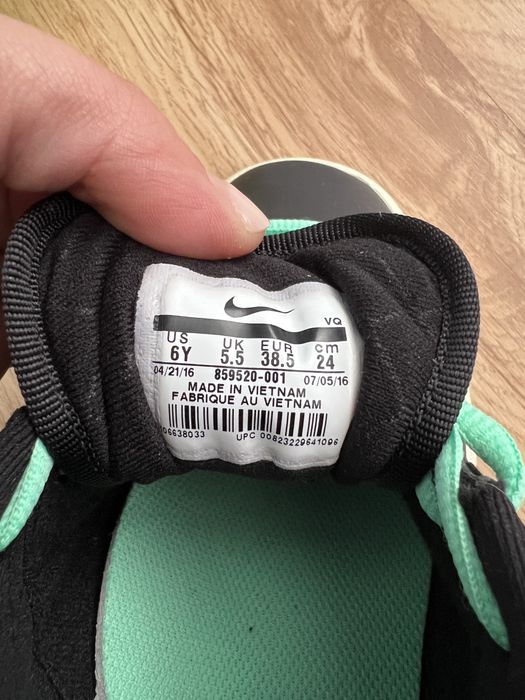 VQ
US UK EUR cm
6Y 5.5 38.5 24
04/21/16 859520-001 07/05/16
MADE IN VIETNAM
FABRIQUE AU VIETNAM
06638033 UPC 00823229641096